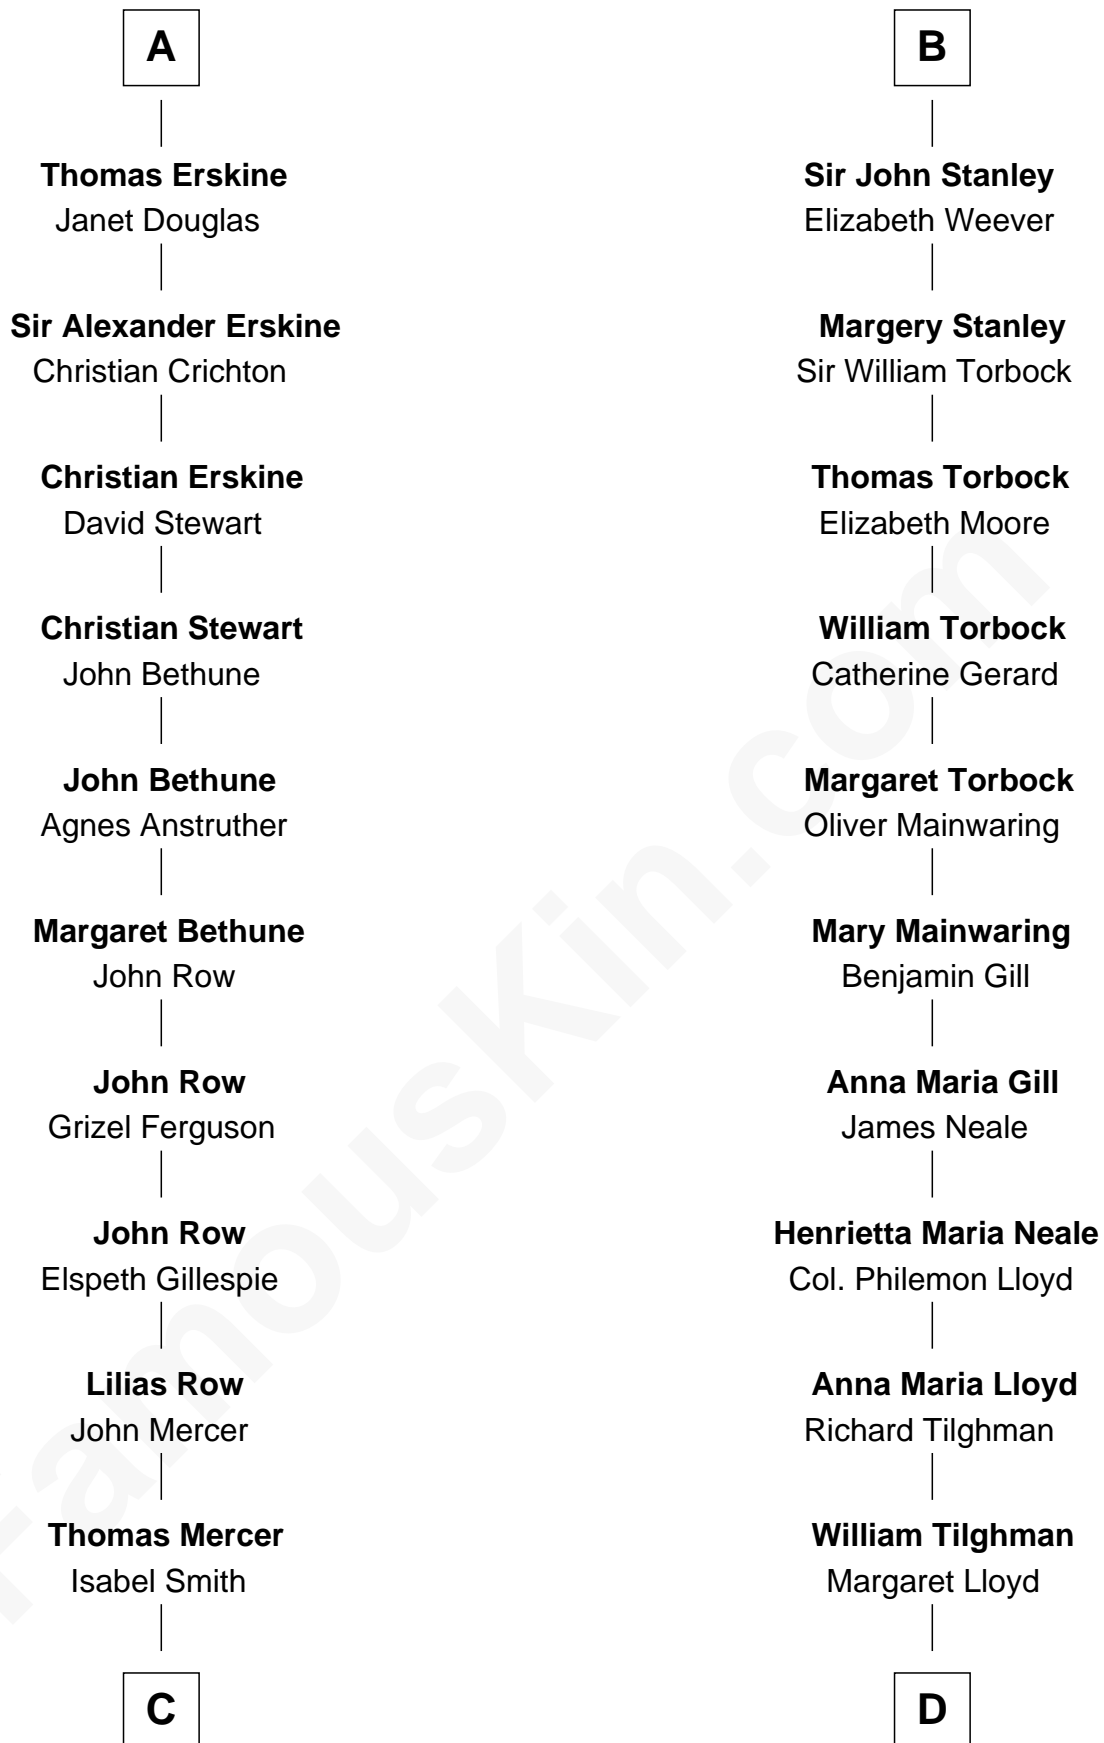 A
Thomas Erskine
Janet Douglas
Sir Alexander Erskine
Christian Crichton
Christian Erskine
David Stewart
Christian Stewart
John Bethune
John Bethune
Agnes Anstruther
Margaret Bethune
John Row
John Row
Grizel Ferguson
John Row
Elspeth Gillespie
Lilias Row
John Mercer
Thomas Mercer
Isabel Smith
C
B
Sir John Stanley
Elizabeth Weever
Margery Stanley
Sir William Torbock
Thomas Torbock
Elizabeth Moore
William Torbock
Catherine Gerard
Margaret Torbock
Oliver Mainwaring
Mary Mainwaring
Benjamin Gill
Anna Maria Gill
James Neale
Henrietta Maria Neale
Col. Philemon Lloyd
Anna Maria Lloyd
Richard Tilghman
William Tilghman
Margaret Lloyd
D
FamousKin.com